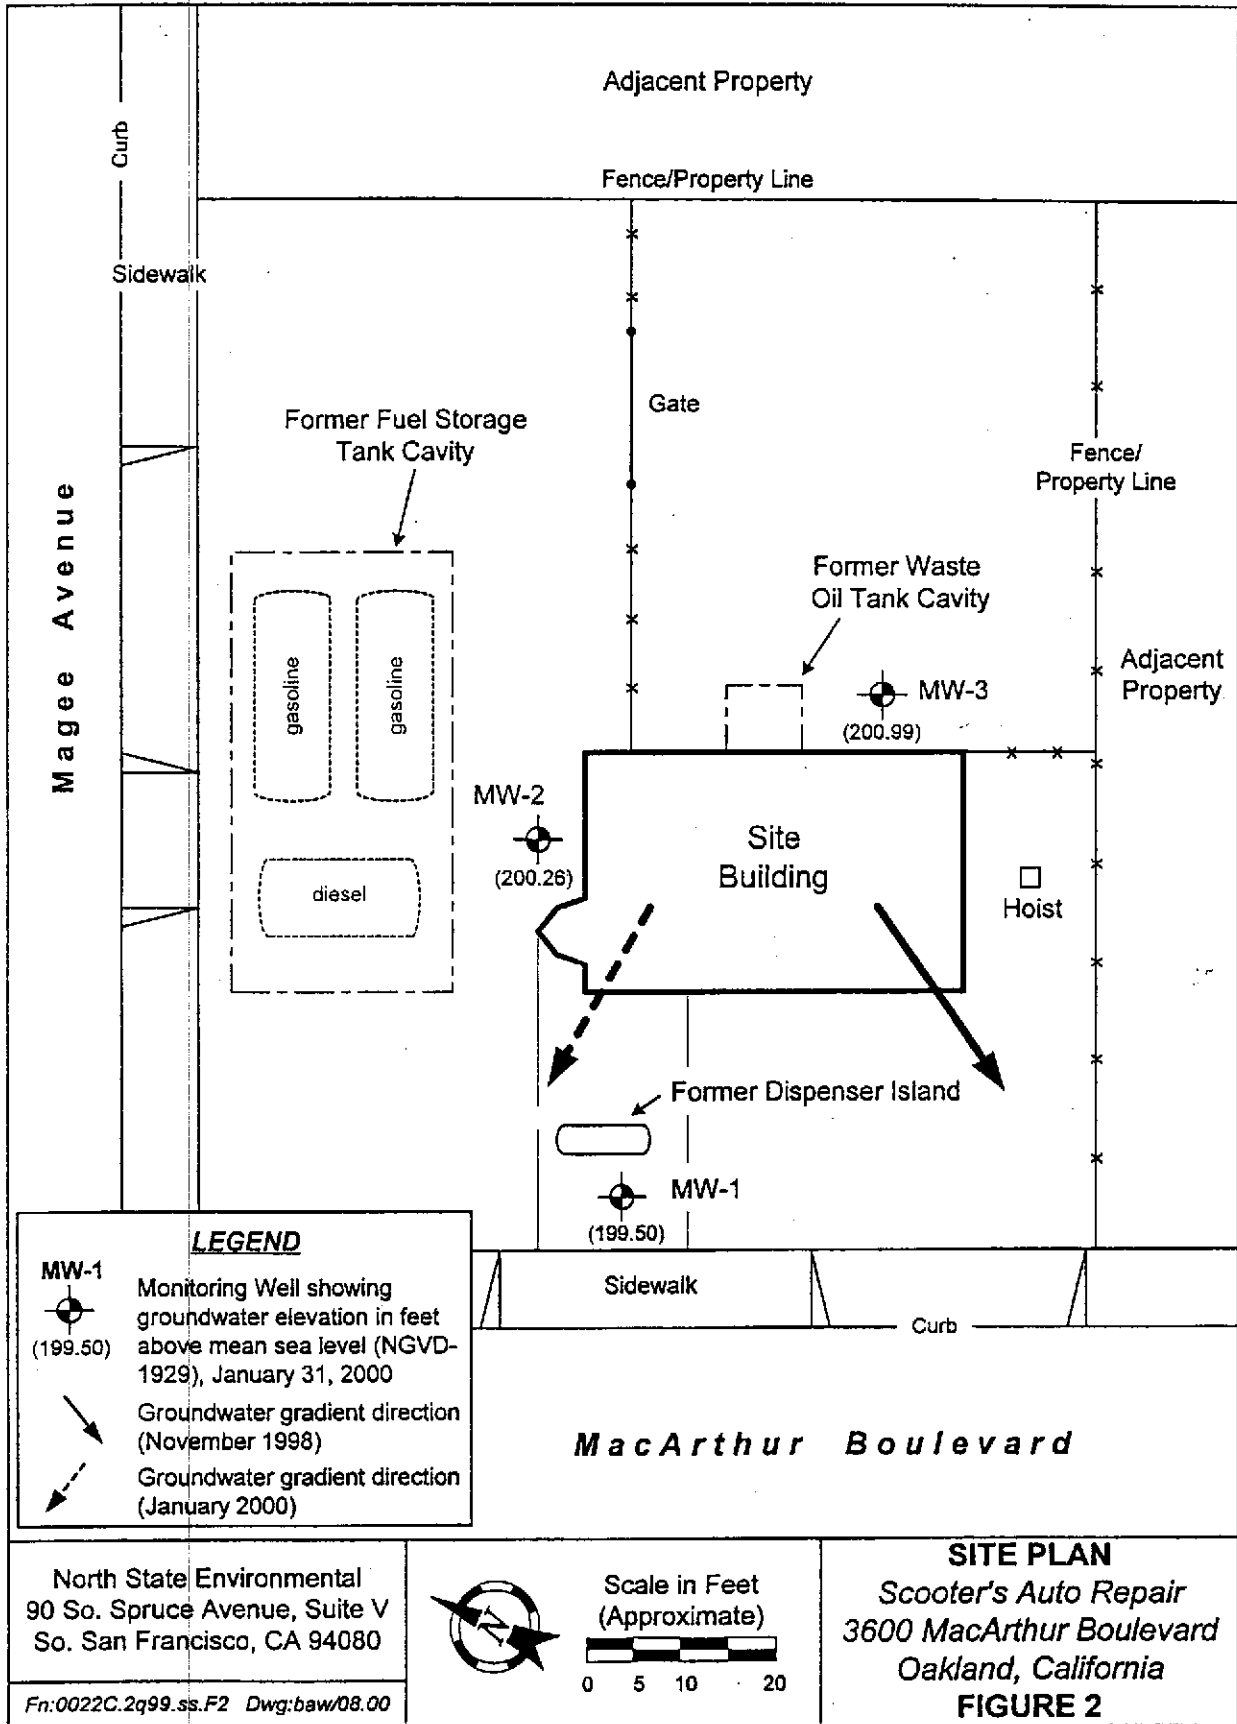 Adjacent Property
Curb
Fence/Property Line
Sidewalk
Gate
Former Fuel Storage
Tank Cavity
Fence/
Property Line
Magee Avenue
Former Waste
Oil Tank Cavity
gasoline
gasoline
Adjacent
Property
MW-3
(200.99)
MW-2
(200.26)
Site
Building
diesel
Hoist
Former Dispenser Island
MW-1
(199.50)
LEGEND
MW-1
(199.50)
Monitoring Well showing
groundwater elevation in feet
above mean sea level (NGVD-
1929), January 31, 2000
Groundwater gradient direction
(November 1998)
Groundwater gradient direction
(January 2000)
Sidewalk
Curb
MacArthur Boulevard
North State Environmental
90 So. Spruce Avenue, Suite V
So. San Francisco, CA 94080
Fn:0022C.2q99.ss.F2 Dwg:baw/08.00
N
Scale in Feet
(Approximate)
0 5 10 20
SITE PLAN
Scooter's Auto Repair
3600 MacArthur Boulevard
Oakland, California
FIGURE 2